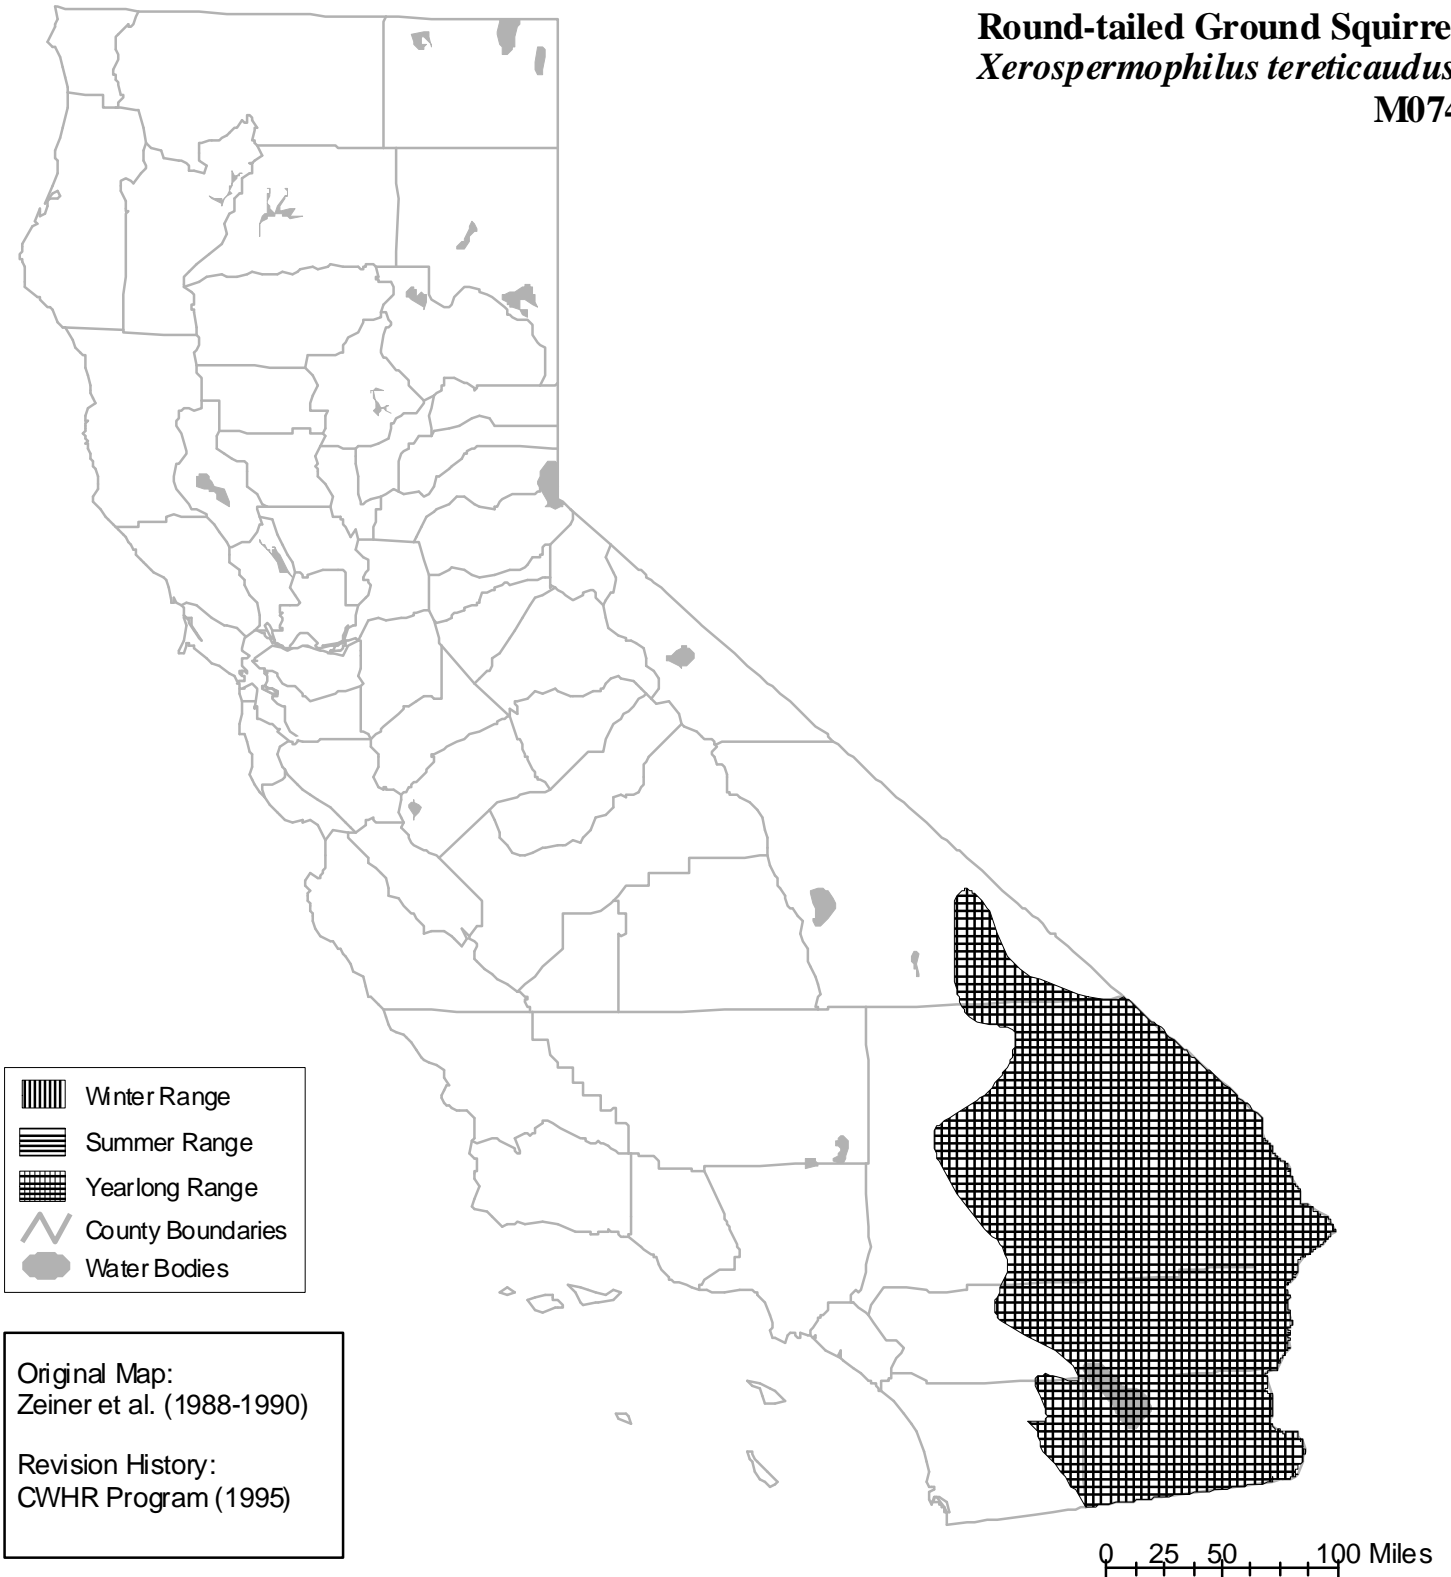 Round-tailed Ground Squirre
Xerospermophilus tereticaudus
M074
Winter Range
Summer Range
Yearlong Range
County Boundaries
Water Bodies
Original Map:
Zeiner et al. (1988-1990)
Revision History:
CWHR Program (1995)
0 25 50 100 Miles